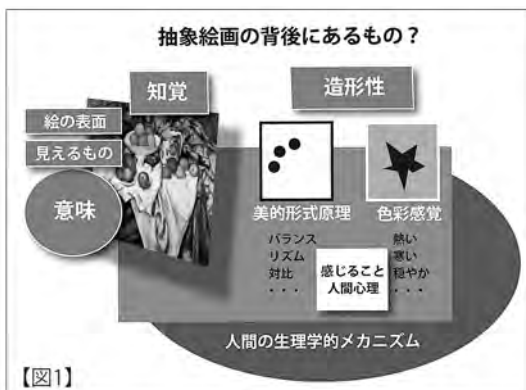 抽象絵画の背後にあるもの？
知覚
造形性
絵の表面
見えるもの
意味
美的形式原理
色彩感覚
バランス
リズム
対比
・・・
熱い
寒い
穏やか
・・・
感じること
人間心理
人間の生理学的メカニズム
【図1】